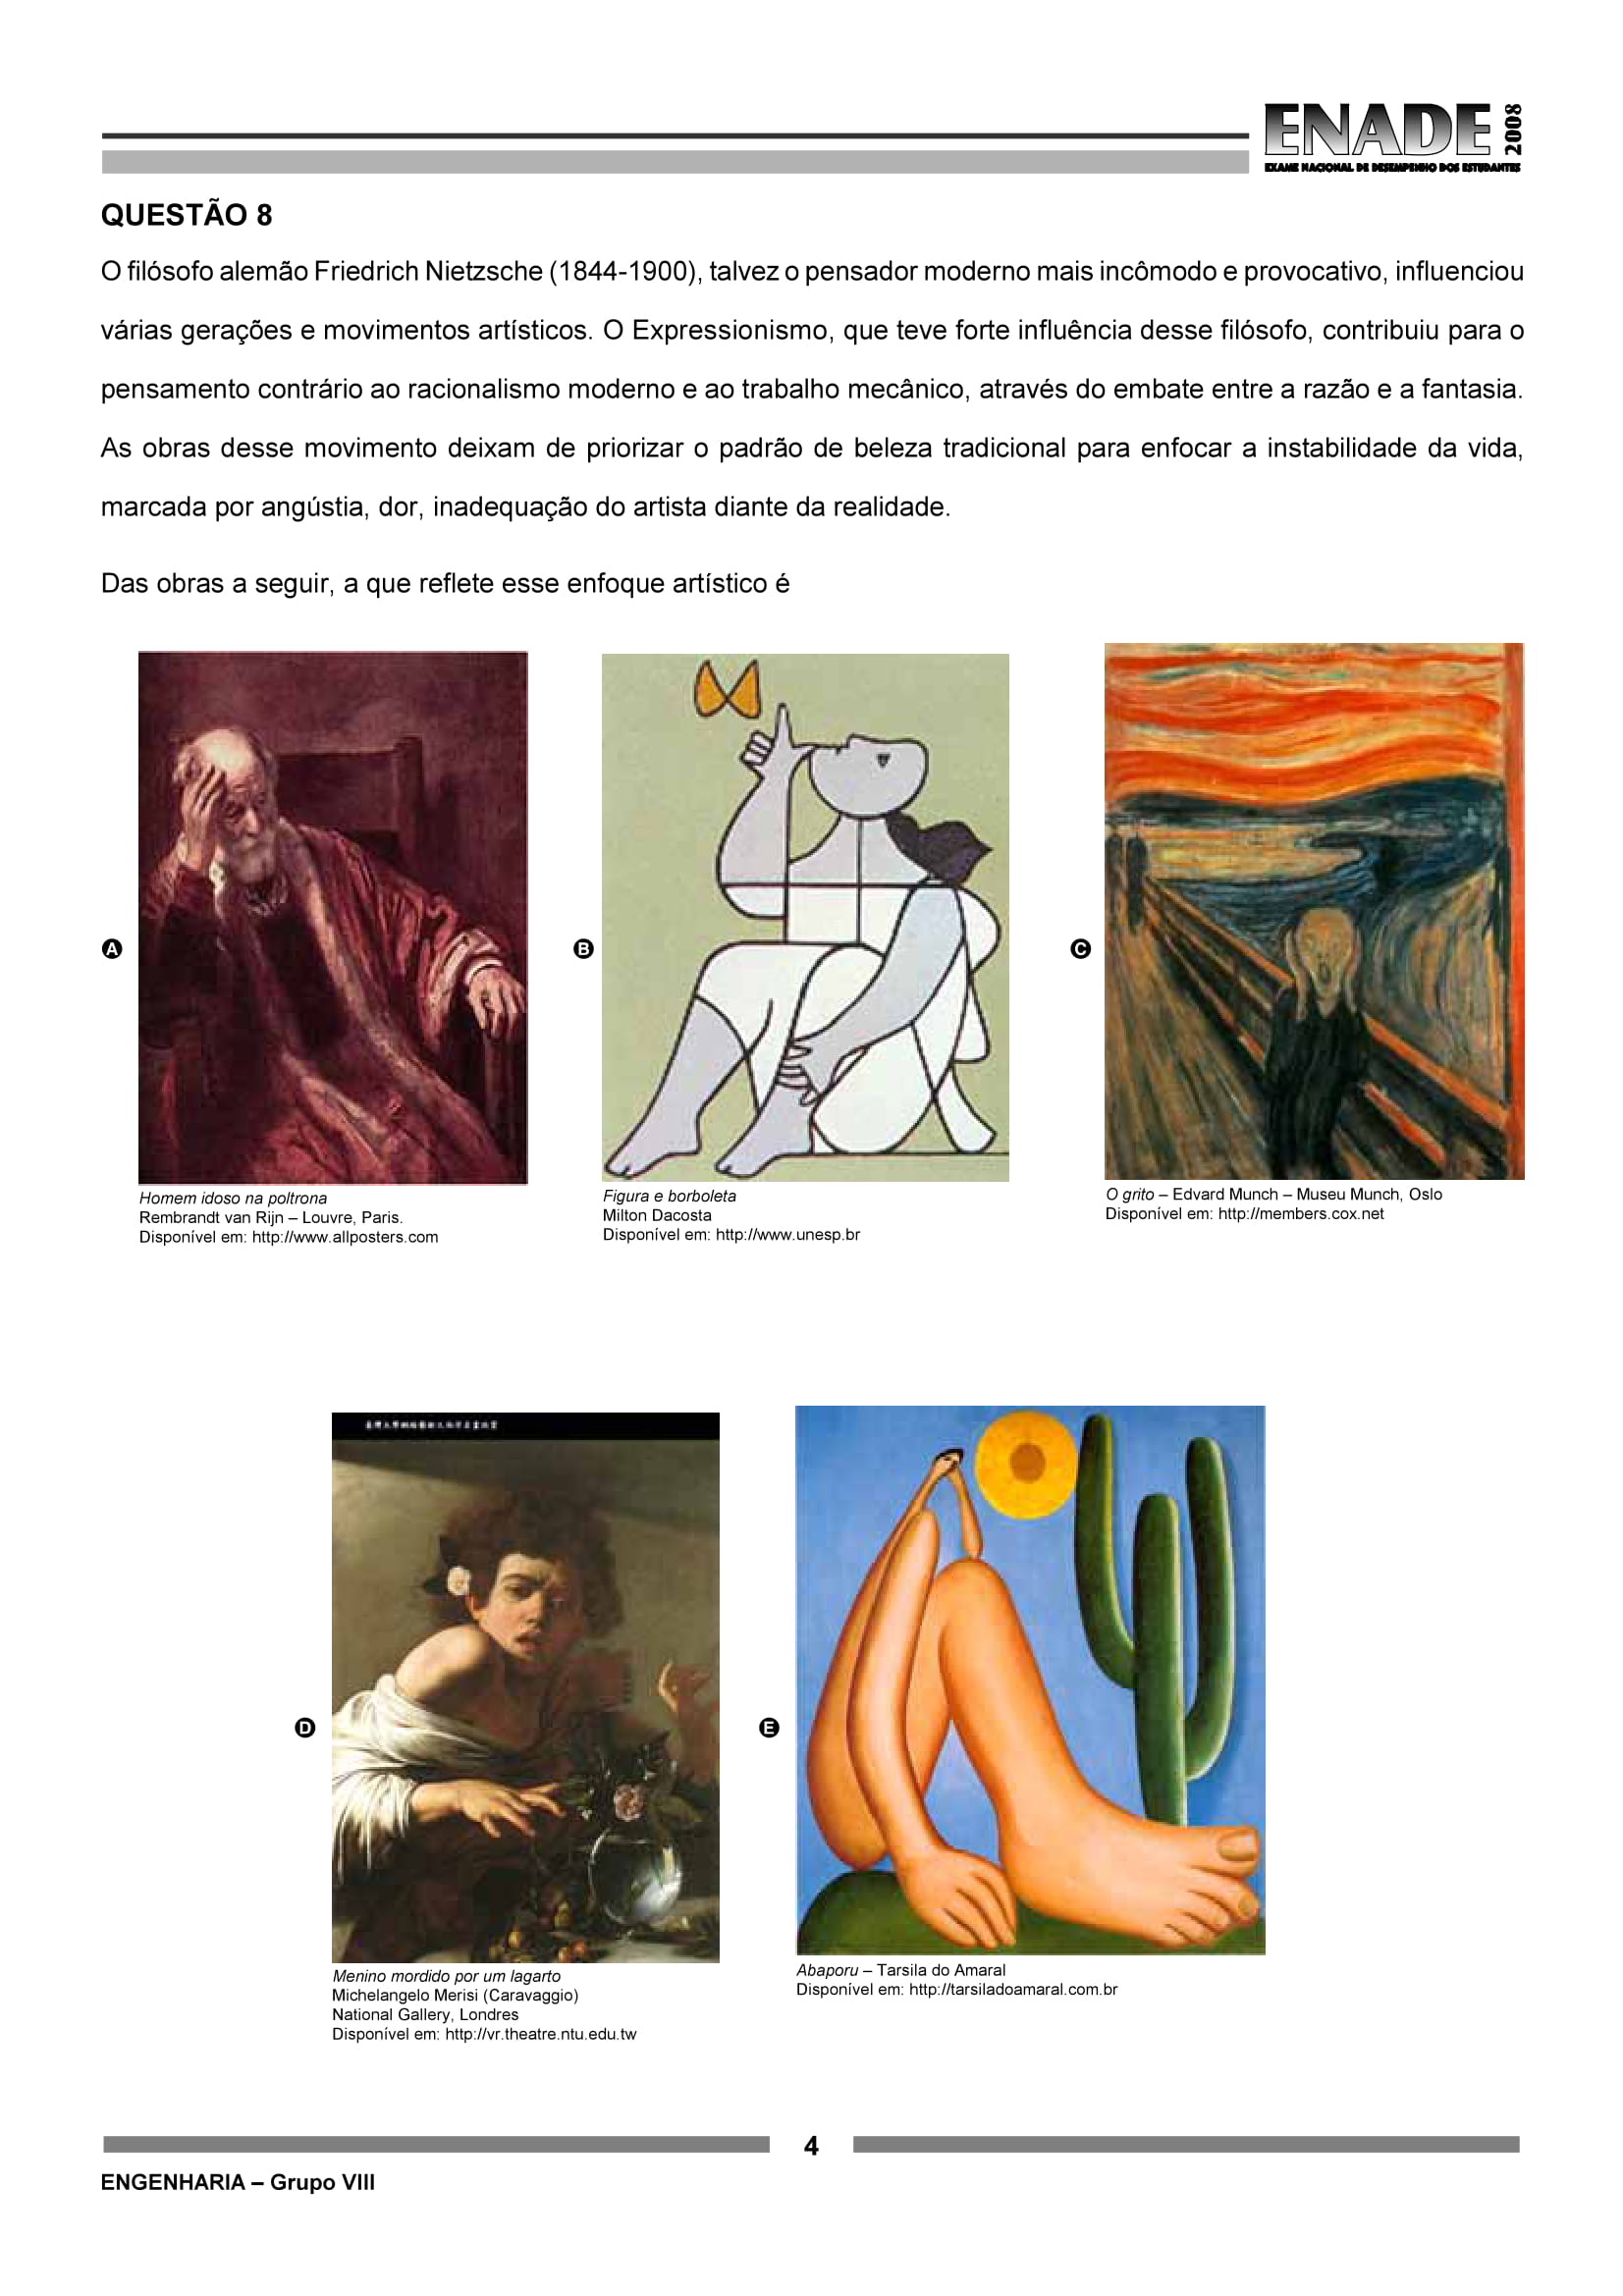 ENADE 2008
EXAME NACIONAL DE DESEMPENHO DOS ESTUDANTES
QUESTÃO 8
O filósofo alemão Friedrich Nietzsche (1844-1900), talvez o pensador moderno mais incômodo e provocativo, influenciou
várias gerações e movimentos artísticos. O Expressionismo, que teve forte influência desse filósofo, contribuiu para o
pensamento contrário ao racionalismo moderno e ao trabalho mecânico, através do embate entre a razão e a fantasia.
As obras desse movimento deixam de priorizar o padrão de beleza tradicional para enfocar a instabilidade da vida,
marcada por angústia, dor, inadequação do artista diante da realidade.
Das obras a seguir, a que reflete esse enfoque artístico é
A
Homem idoso na poltrona
Rembrandt van Rijn – Louvre, Paris.
Disponível em: http://www.allposters.com
B
Figura e borboleta
Milton Dacosta
Disponível em: http://www.unesp.br
C
O grito – Edvard Munch – Museu Munch, Oslo
Disponível em: http://members.cox.net
D
Menino mordido por um lagarto
Michelangelo Merisi (Caravaggio)
National Gallery, Londres
Disponível em: http://vr.theatre.ntu.edu.tw
E
Abaporu – Tarsila do Amaral
Disponível em: http://tarsiladoamaral.com.br
4
ENGENHARIA – Grupo VIII